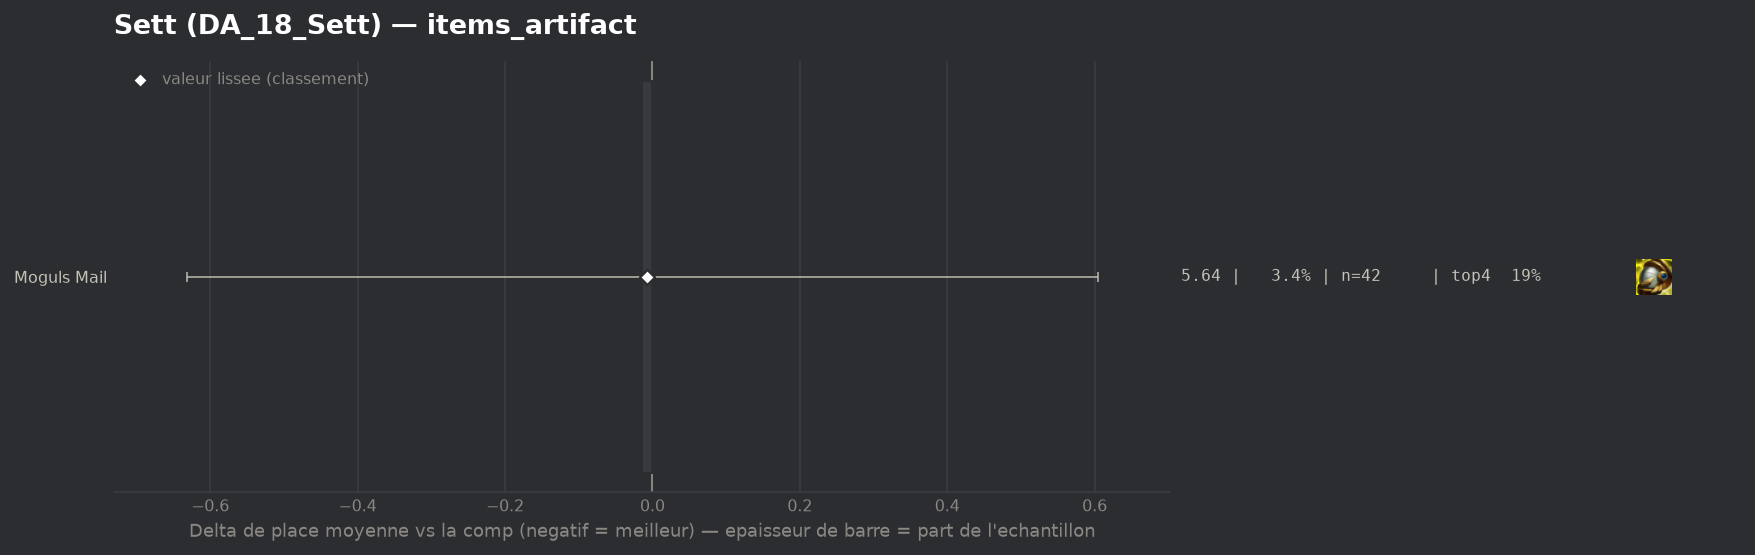 Sett (DA_18_Sett) — items_artifact
valeur lissee (classement)
Moguls Mail
5.64 | 3.4% | n=42 | top4 19%
−0.6 −0.4 −0.2 0.0 0.2 0.4 0.6
Delta de place moyenne vs la comp (negatif = meilleur) — epaisseur de barre = part de l'echantillon